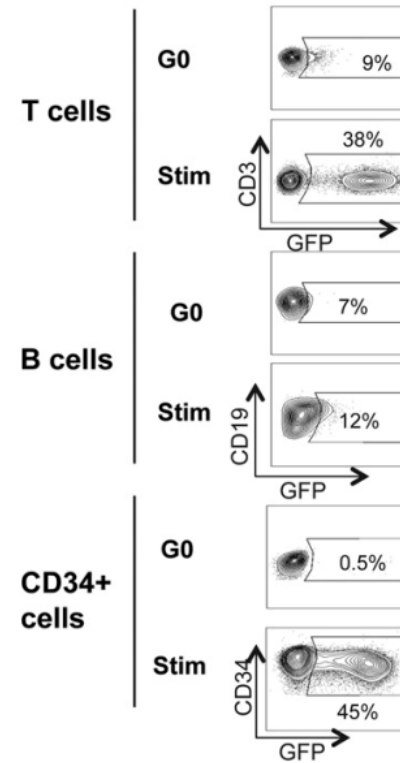 T cells
G0
9%
38%
Stim
CD3
GFP
B cells
G0
7%
Stim
12%
CD19
GFP
CD34+
cells
G0
0.5%
Stim
CD34
45%
GFP